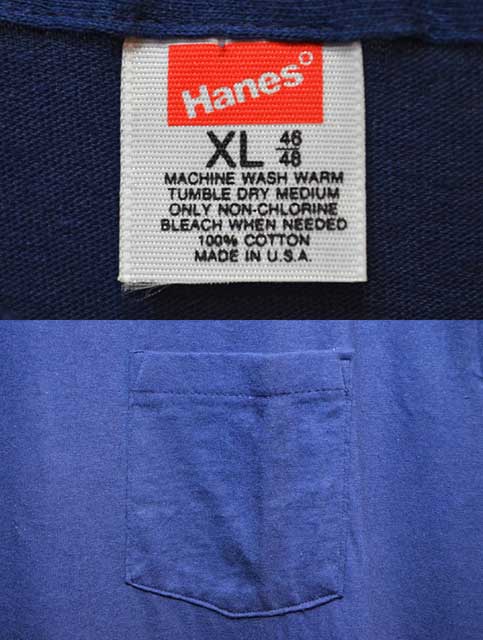 Hanes
XL 46/48
MACHINE WASH WARM
TUMBLE DRY MEDIUM
ONLY NON-CHLORINE
BLEACH WHEN NEEDED
100% COTTON
MADE IN U.S.A.